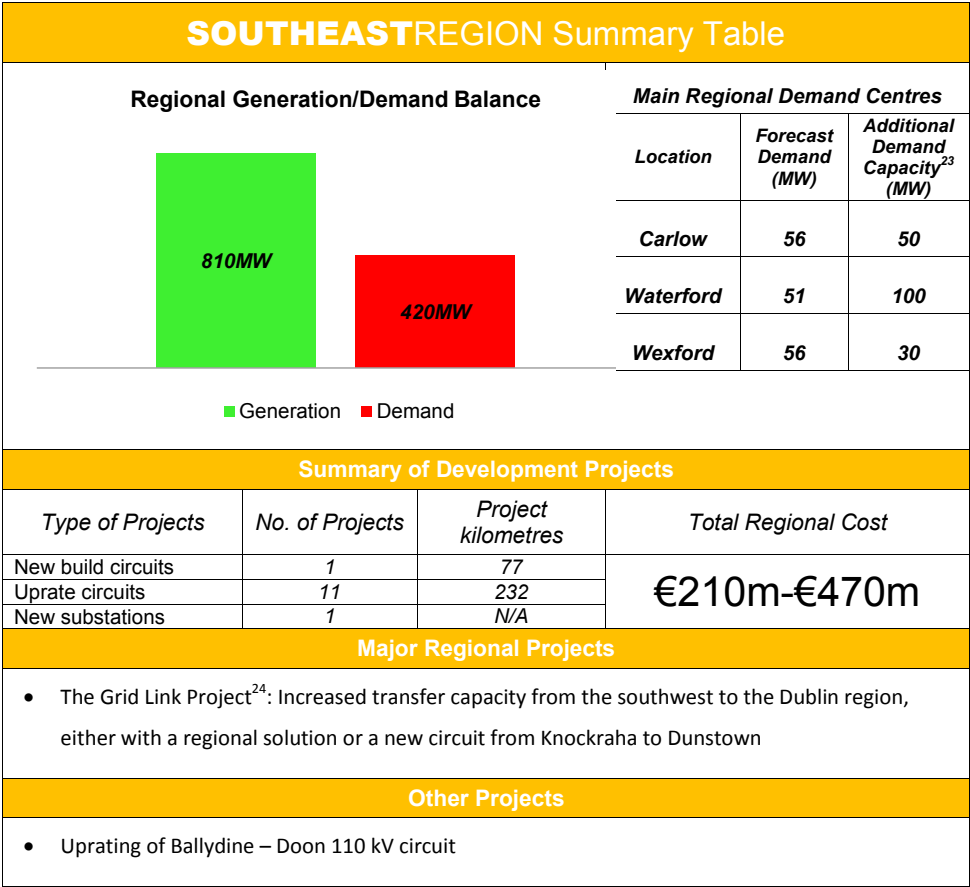 SOUTHEASTREGION Summary Table
Regional Generation/Demand Balance
810MW
420MW
Generation Demand
Main Regional Demand Centres
Location
Forecast
Demand
(MW)
Additional
Demand
Capacity23
(MW)
Carlow 56 50
Waterford 51 100
Wexford 56 30
Summary of Development Projects
Type of Projects
No. of Projects
Project
kilometres
Total Regional Cost
New build circuits 1 77
Uprate circuits 11 232
New substations 1 N/A
€210m-€470m
Major Regional Projects
• The Grid Link Project24: Increased transfer capacity from the southwest to the Dublin region,
either with a regional solution or a new circuit from Knockraha to Dunstown
Other Projects
• Uprating of Ballydine – Doon 110 kV circuit